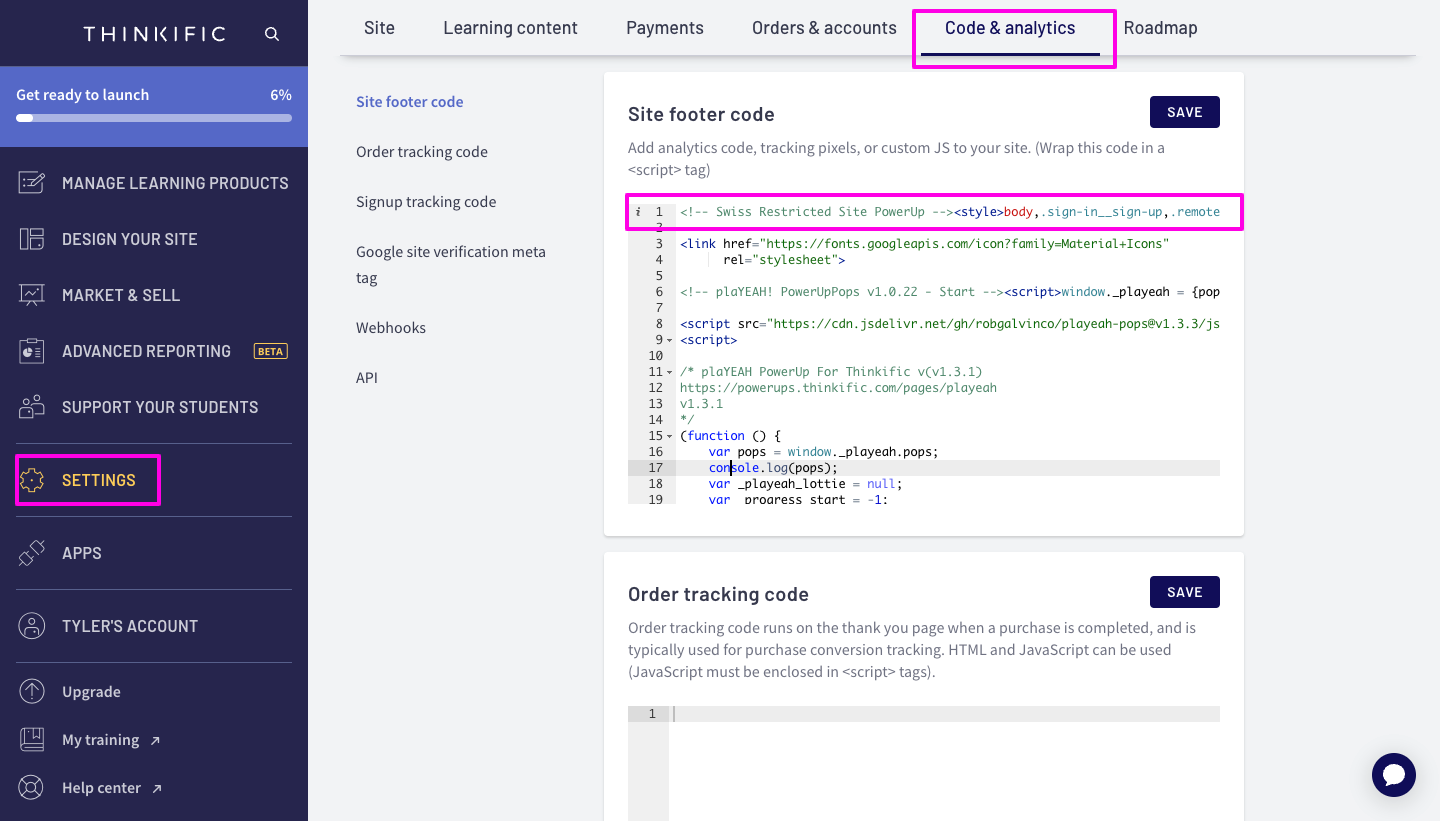 THINKIFIC
Get ready to launch 6%
MANAGE LEARNING PRODUCTS
DESIGN YOUR SITE
MARKET & SELL
ADVANCED REPORTING BETA
SUPPORT YOUR STUDENTS
SETTINGS
APPS
TYLER'S ACCOUNT
Upgrade
My training
Help center
Site Learning content Payments Orders & accounts Code & analytics Roadmap
Site footer code
Order tracking code
Signup tracking code
Google site verification meta
tag
Webhooks
API
Site footer code SAVE
Add analytics code, tracking pixels, or custom JS to your site. (Wrap this code in a
<script> tag)
i 1 <!-- Swiss Restricted Site PowerUp --><style>body,.sign-in__sign-up,.remote
2
3 <link href="https://fonts.googleapis.com/icon?family=Material+Icons"
4 rel="stylesheet">
5
6 <!-- plaYEAH! PowerUpPops v1.0.22 - Start --><script>window._playeah = {pop
7
8 <script src="https://cdn.jsdelivr.net/gh/robgalvinco/playeah-pops@v1.3.3/js
9 <script>
10
11 /* plaYEAH PowerUp For Thinkific v(v1.3.1)
12 https://powerups.thinkific.com/pages/playeah
13 v1.3.1
14 */
15 (function () {
16 var pops = window._playeah.pops;
17 console.log(pops);
18 var _playeah_lottie = null;
19 var _progress_start = -1;
Order tracking code SAVE
Order tracking code runs on the thank you page when a purchase is completed, and is
typically used for purchase conversion tracking. HTML and JavaScript can be used
(JavaScript must be enclosed in <script> tags).
1